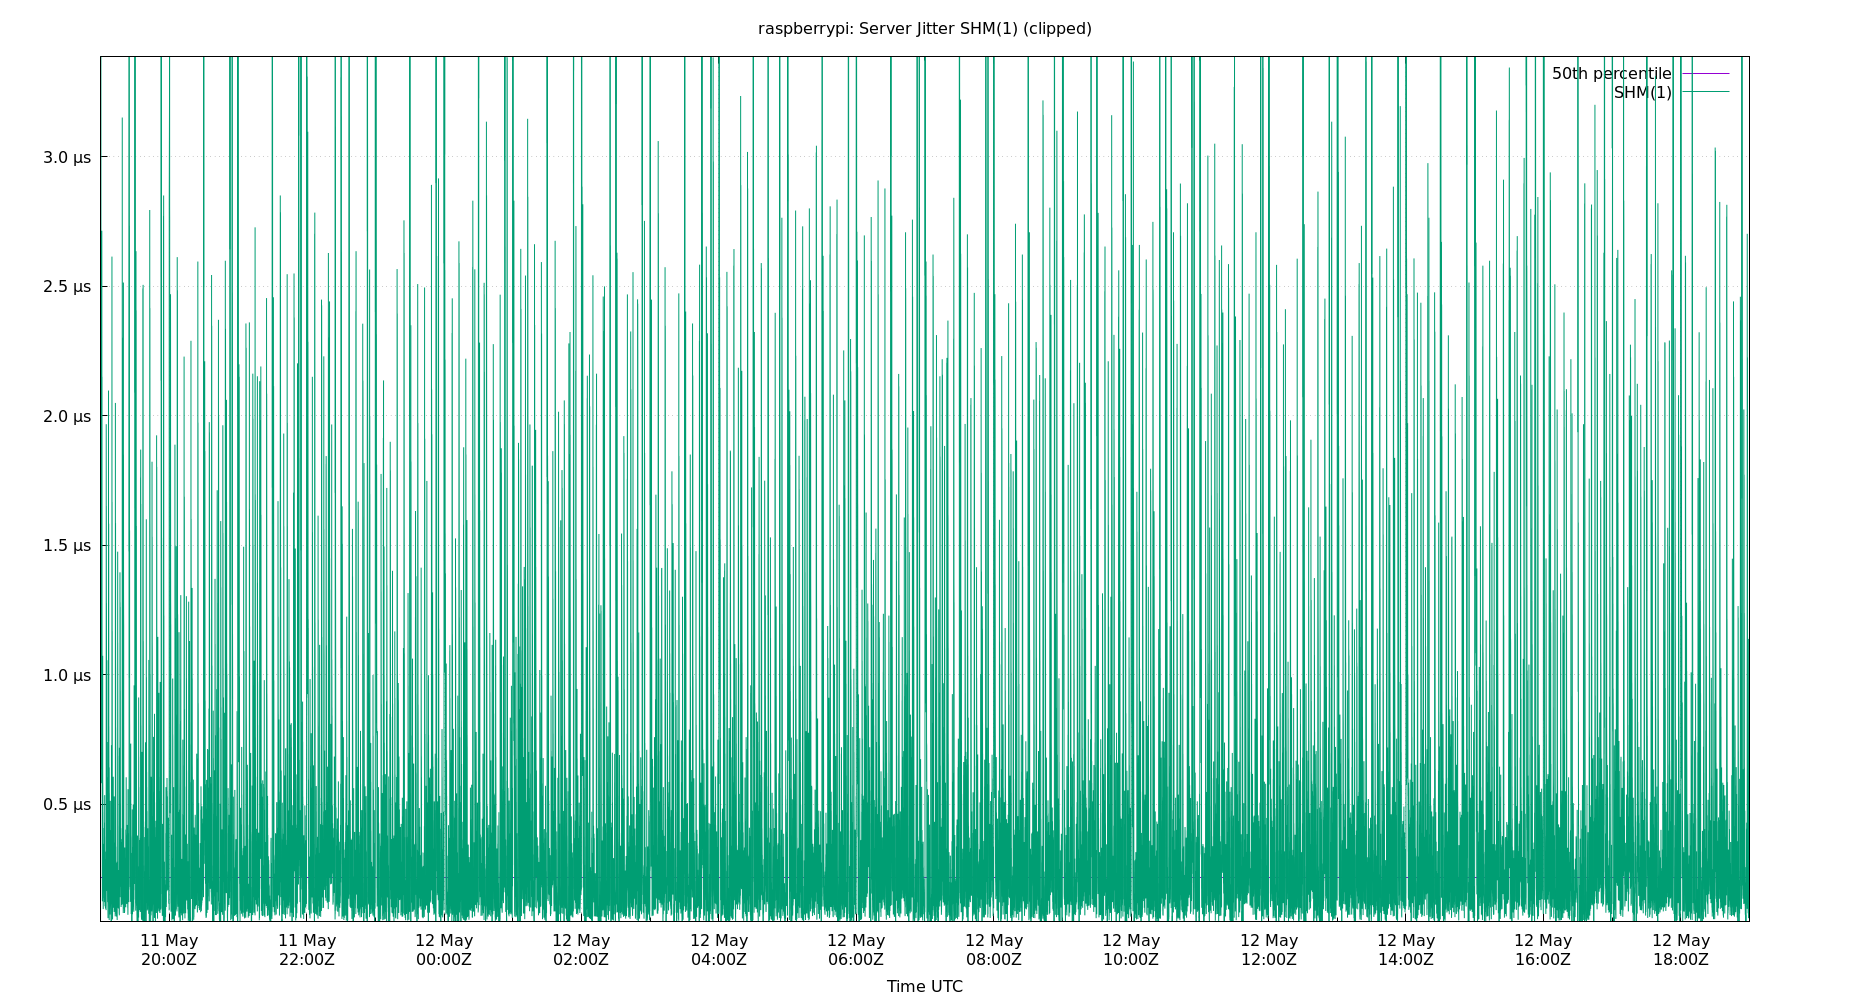 raspberrypi: Server Jitter SHM(1) (clipped)
50th percentile
SHM(1)
3.0 µs
2.5 µs
2.0 µs
1.5 µs
1.0 µs
0.5 µs
11 May 11 May 12 May 12 May 12 May 12 May 12 May 12 May 12 May 12 May 12 May 12 May
20:00Z 22:00Z 00:00Z 02:00Z 04:00Z 06:00Z 08:00Z 10:00Z 12:00Z 14:00Z 16:00Z 18:00Z
Time UTC